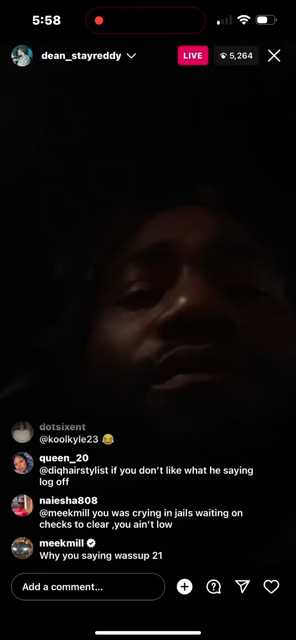 5:58
dean_stayreddy
LIVE
5,264
dotsixent
@koolkyle23 😂
queen_20
@diqhairstylist if you don't like what he saying
log off
naiesha808
@meekmill you was crying in jails waiting on
checks to clear ,you ain't low
meekmill
Why you saying wassup 21
Add a comment...